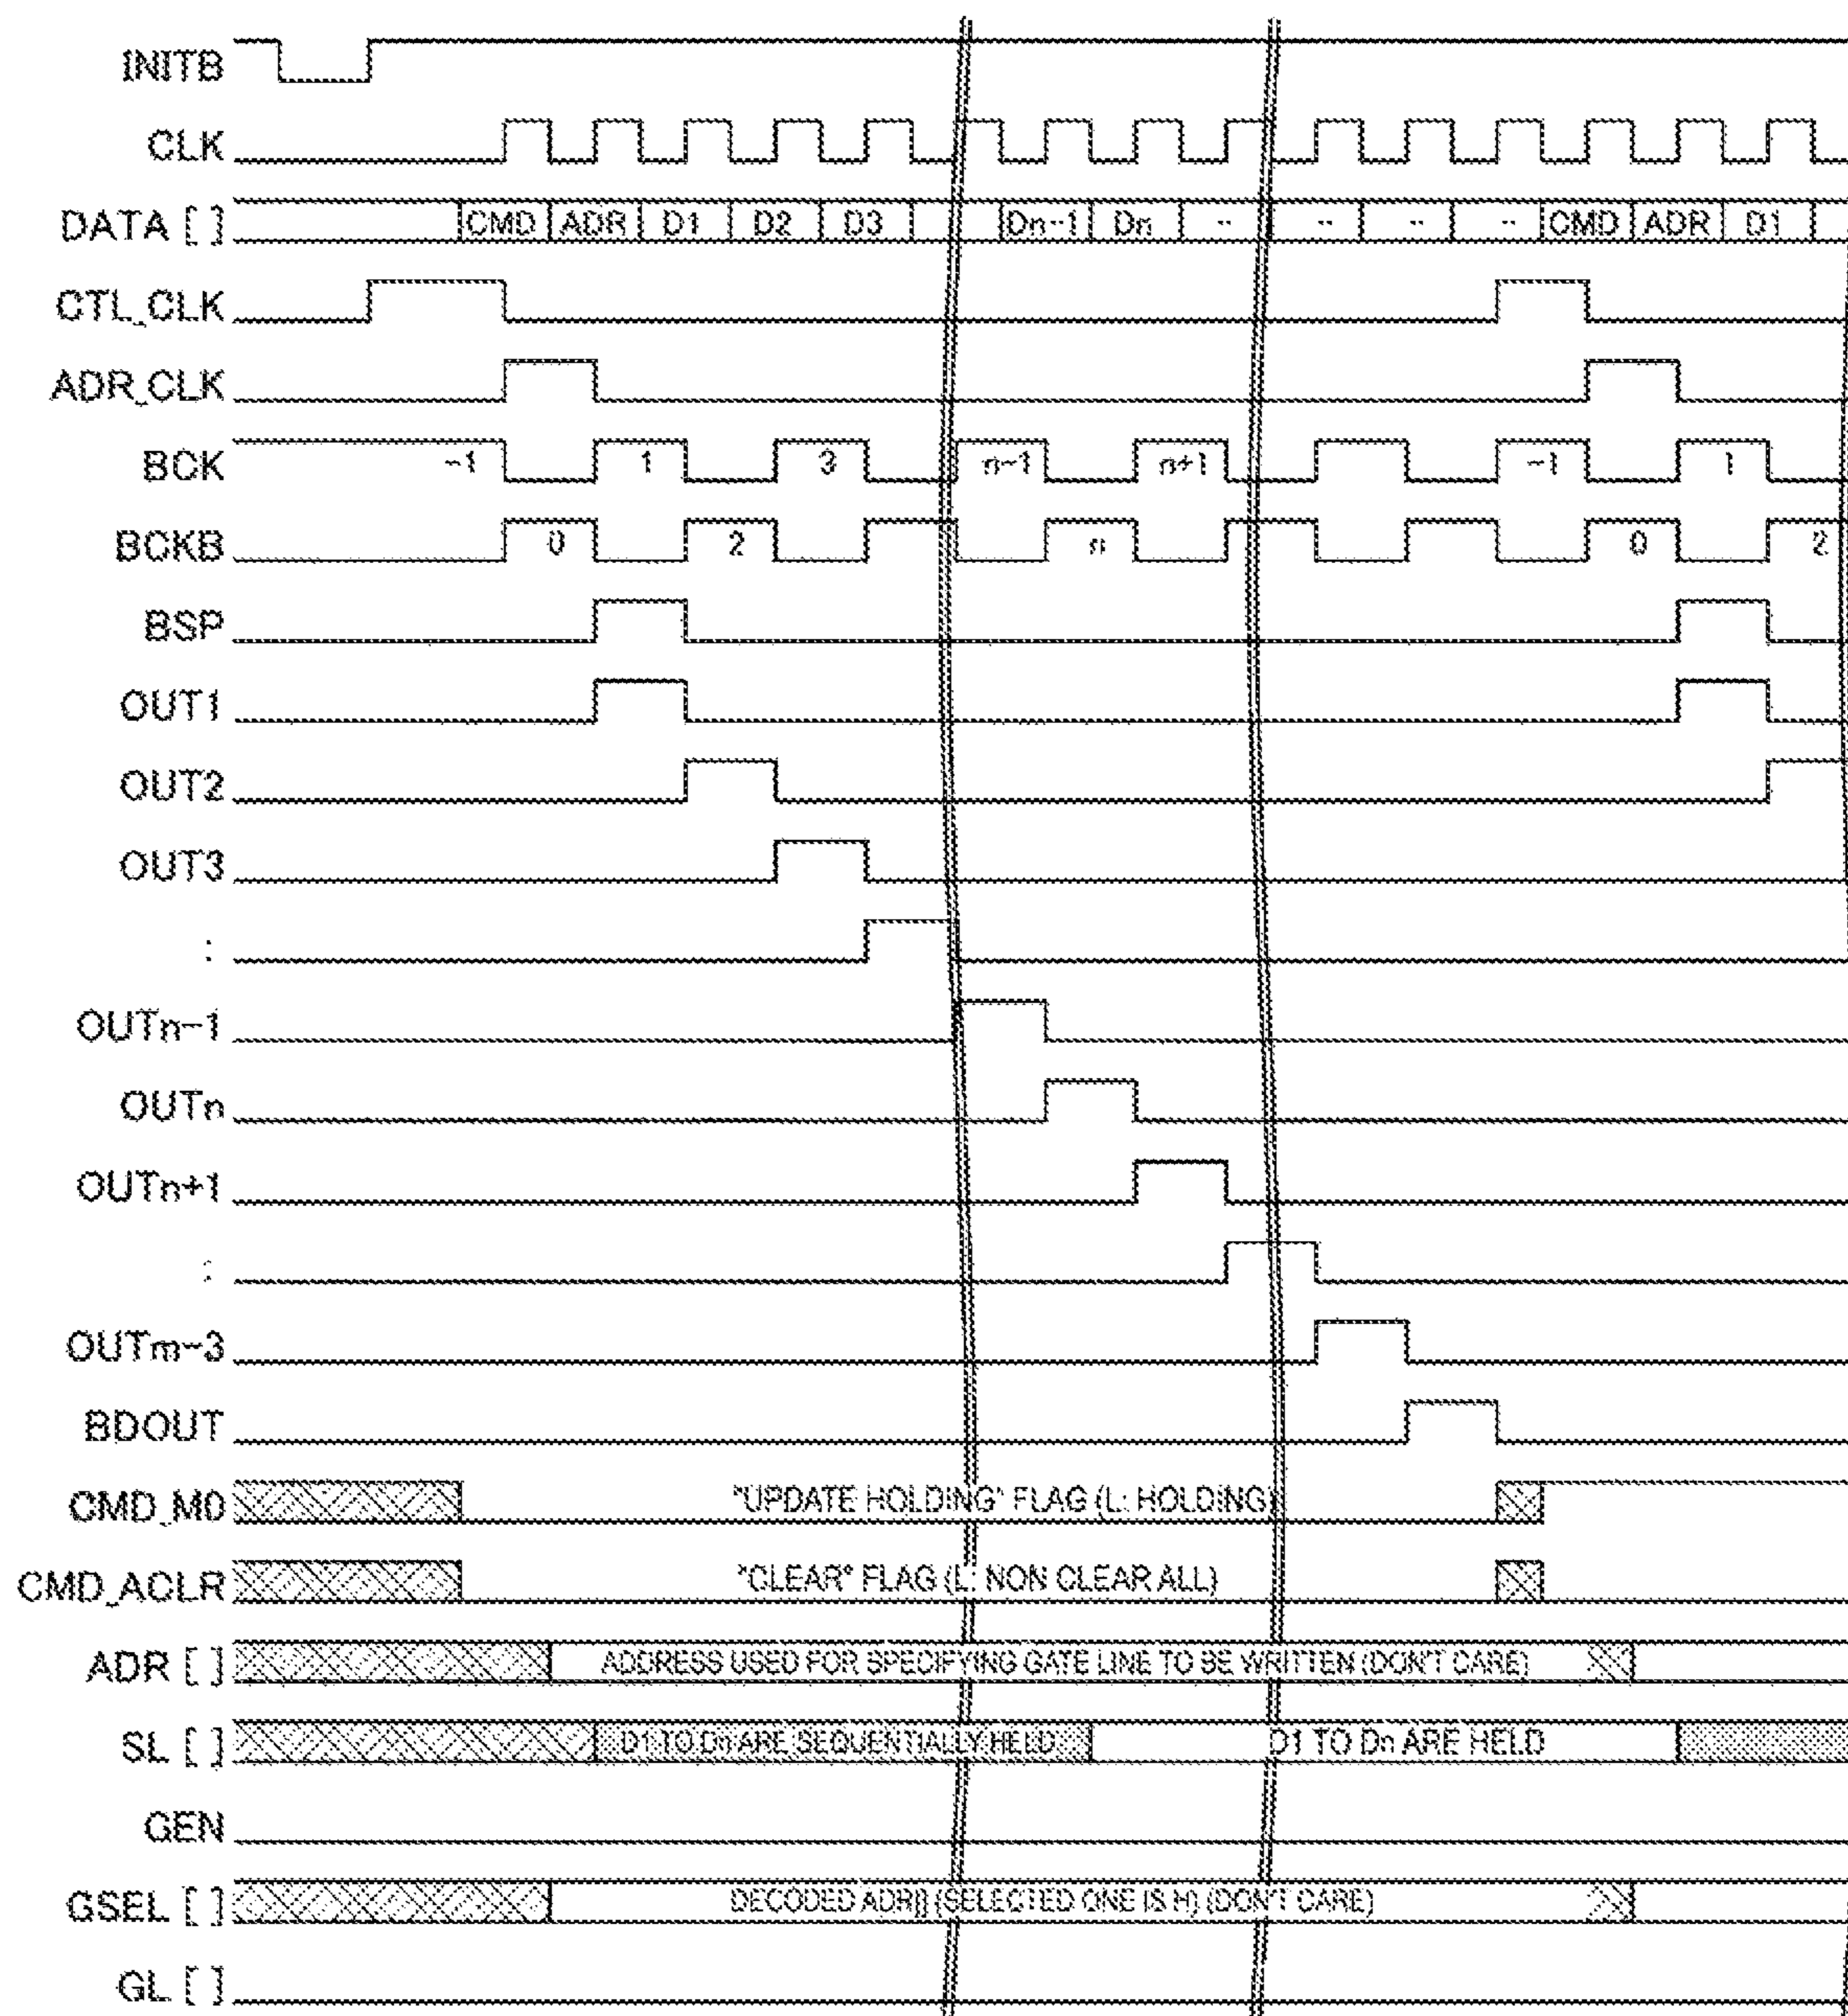 INITB
CLK
DATA [ ] CMD ADR D1 D2 D3 Dn-1 Dn -- -- -- -- CMD ADR D1
CTL_CLK
ADR_CLK
BCK -1 1 3 n-1 n+1 -1 1
BCKB 0 2 n 0 2
BSP
OUT1
OUT2
OUT3
:
OUTn-1
OUTn
OUTn+1
:
OUTm-3
BDOUT
CMD_M0 "UPDATE HOLDING" FLAG (L: HOLDING)
CMD_ACLR "CLEAR" FLAG (L: NON CLEAR ALL)
ADR [ ] ADDRESS USED FOR SPECIFYING GATE LINE TO BE WRITTEN (DON'T CARE)
SL [ ] D1 TO Dn ARE SEQUENTIALLY HELD D1 TO Dn ARE HELD
GEN
GSEL [ ] DECODED ADR[] (SELECTED ONE IS H) (DON'T CARE)
GL [ ]